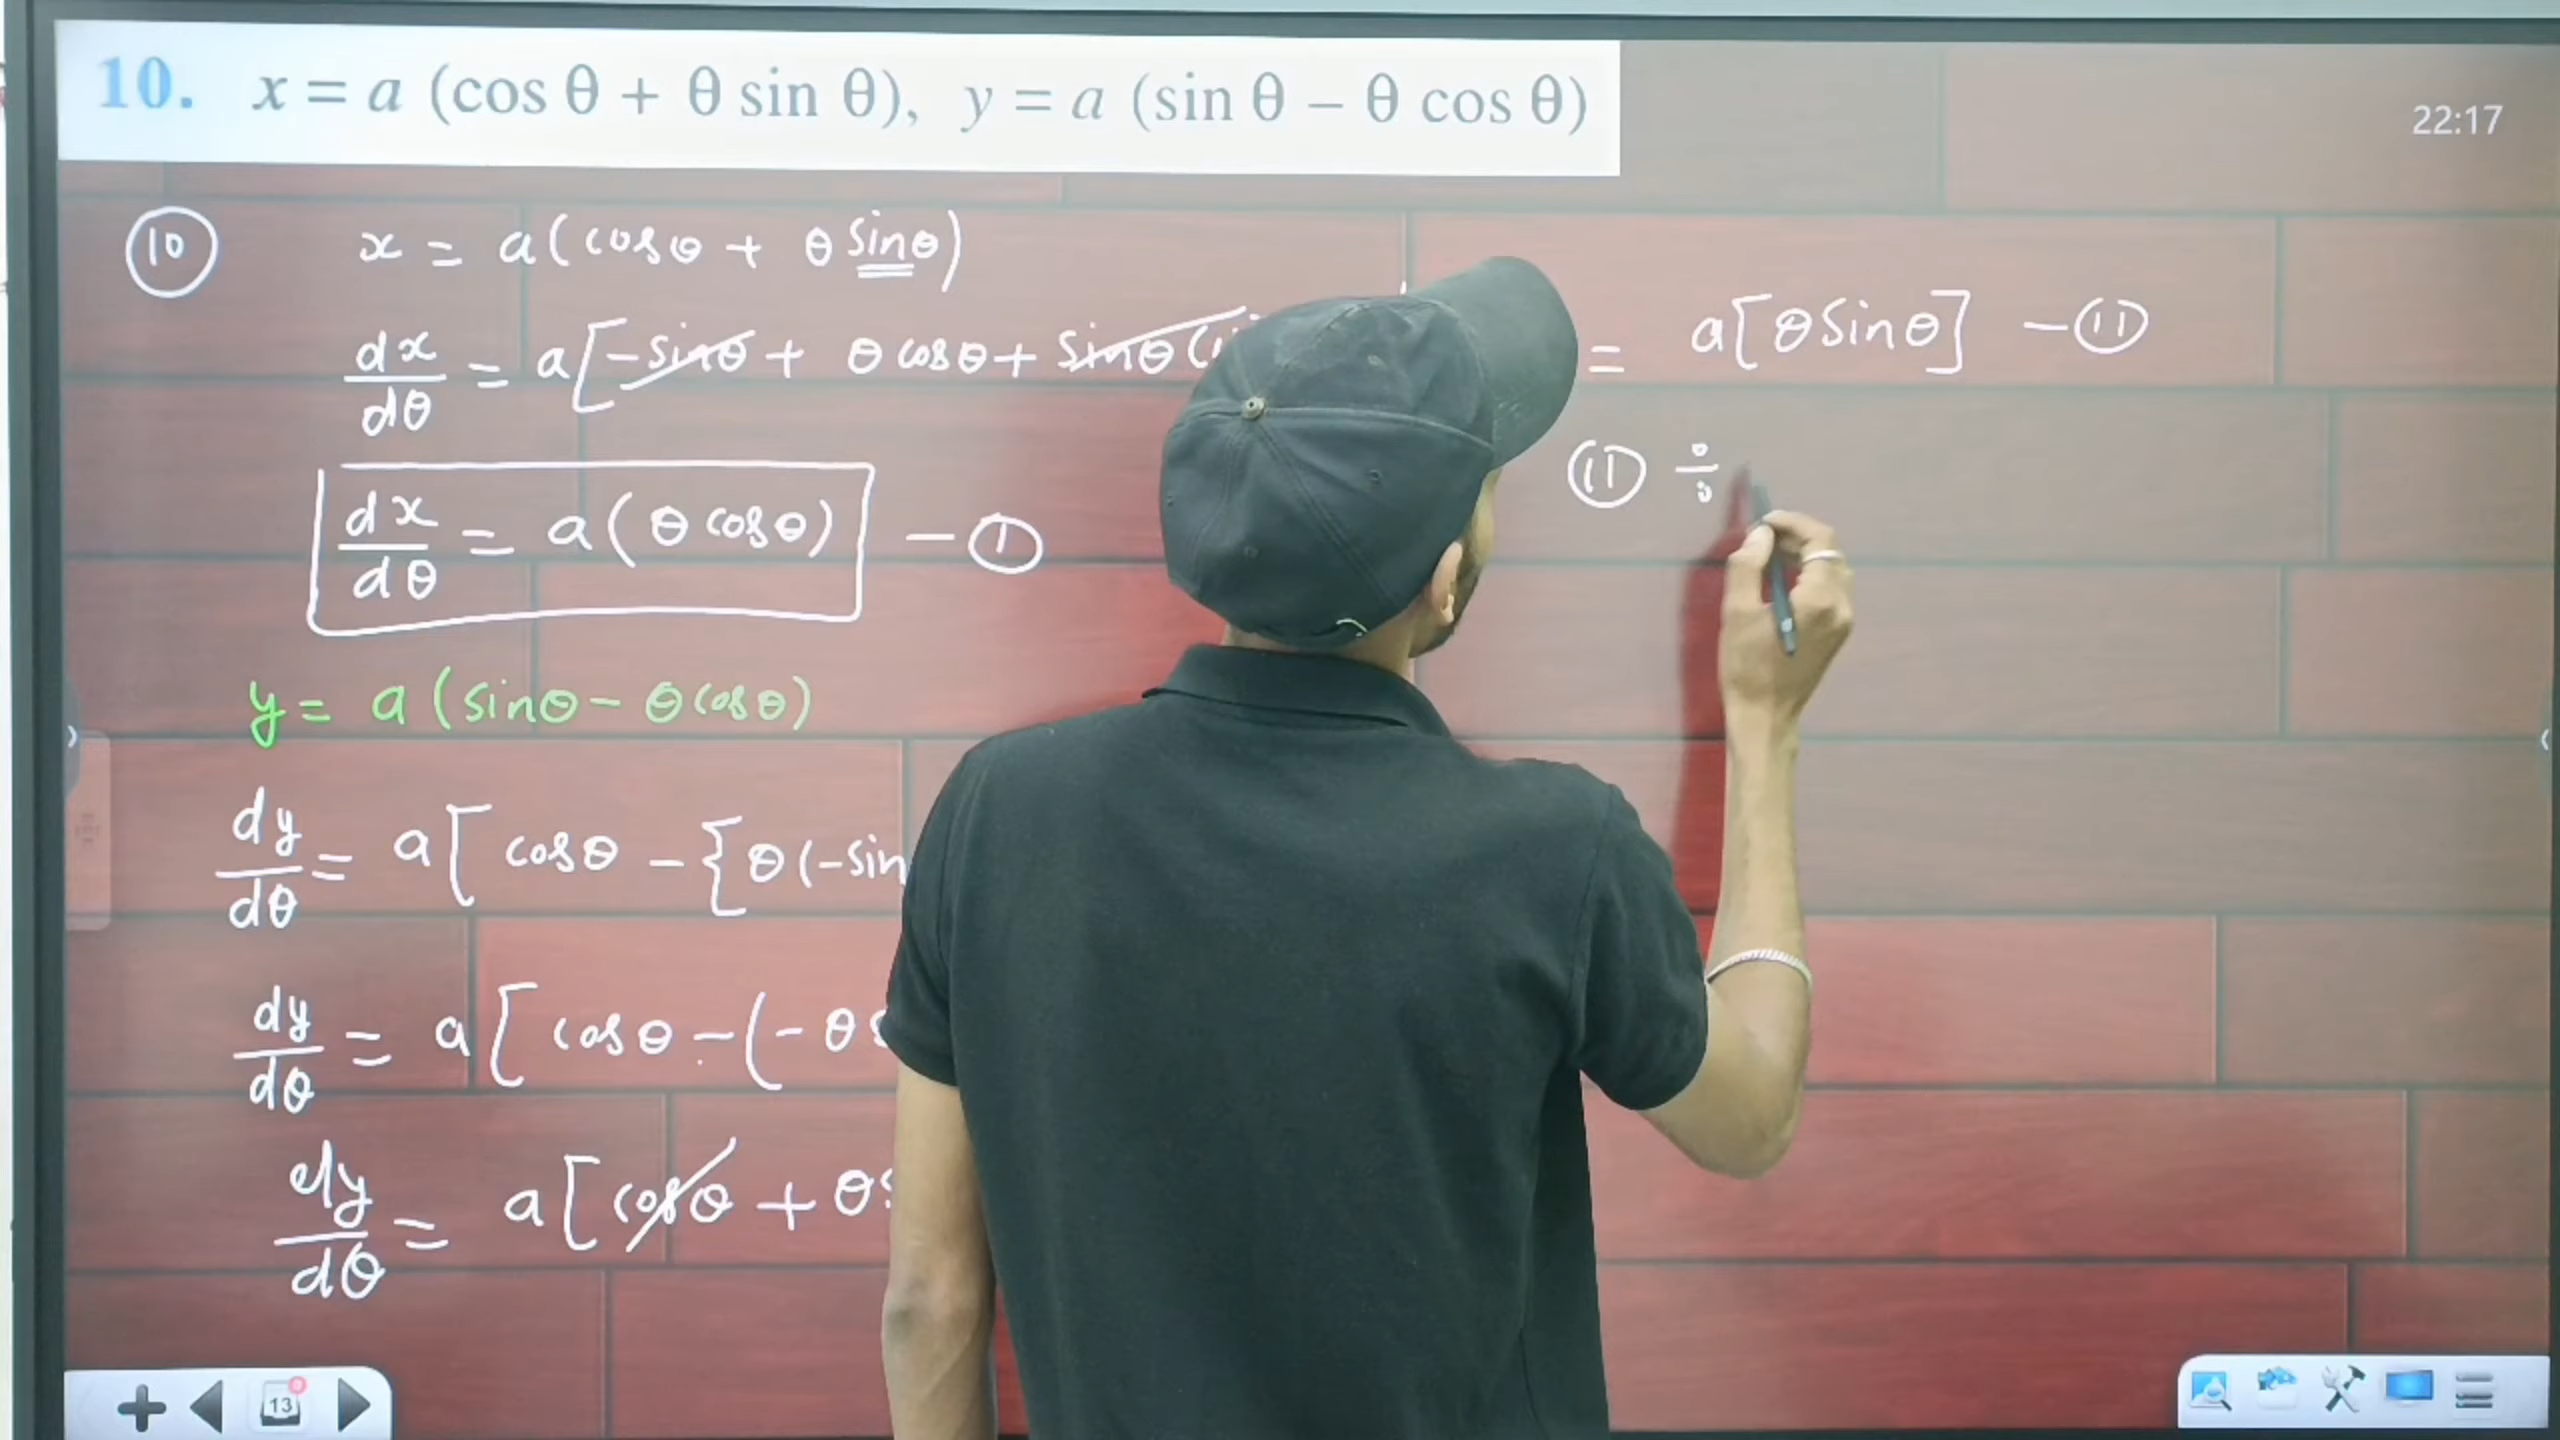 10. x = a (cos θ + θ sin θ), y = a (sin θ – θ cos θ)
22:17
10
x = a(cosθ + θ sinθ)
dx/dθ = a[-sinθ + θ cosθ + sinθ (1
dx/dθ = a(θ cosθ) - ①
y = a (sinθ - θ cosθ)
dy/dθ = a[ cosθ - {θ(-sin
dy/dθ = a[ cosθ - (- θ
dy/dθ = a[cosθ + θ
= a[θ sinθ] - 11
11 ÷
13